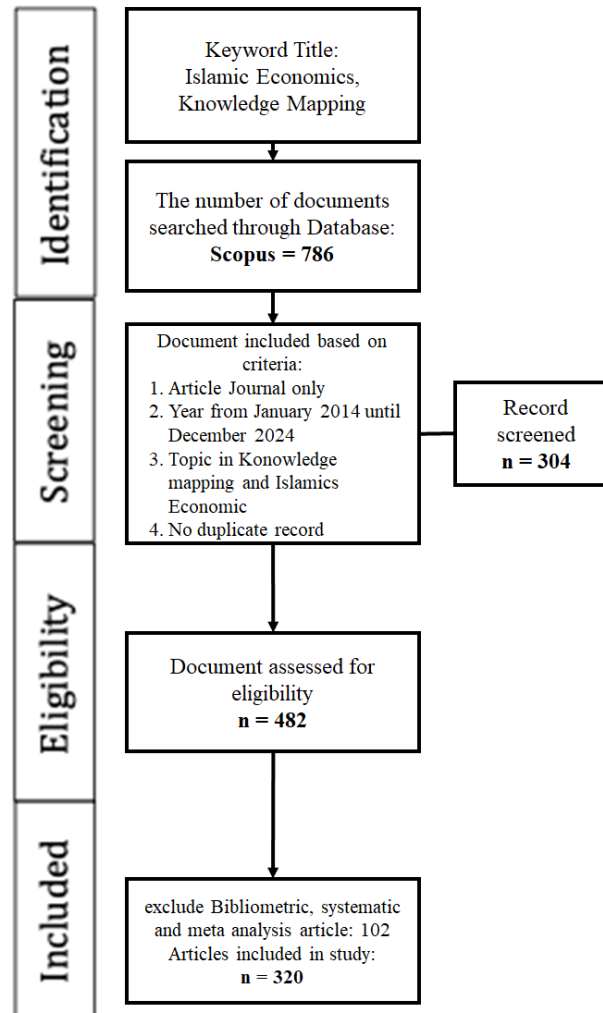 Identification
Keyword Title:
Islamic Economics,
Knowledge Mapping
The number of documents
searched through Database:
Scopus = 786
Screening
Document included based on
criteria:
1. Article Journal only
2. Year from January 2014 until
December 2024
3. Topic in Konowledge
mapping and Islamics
Economic
4. No duplicate record
Record
screened
n = 304
Eligibility
Document assessed for
eligibility
n = 482
Included
exclude Bibliometric, systematic
and meta analysis article: 102
Articles included in study:
n = 320